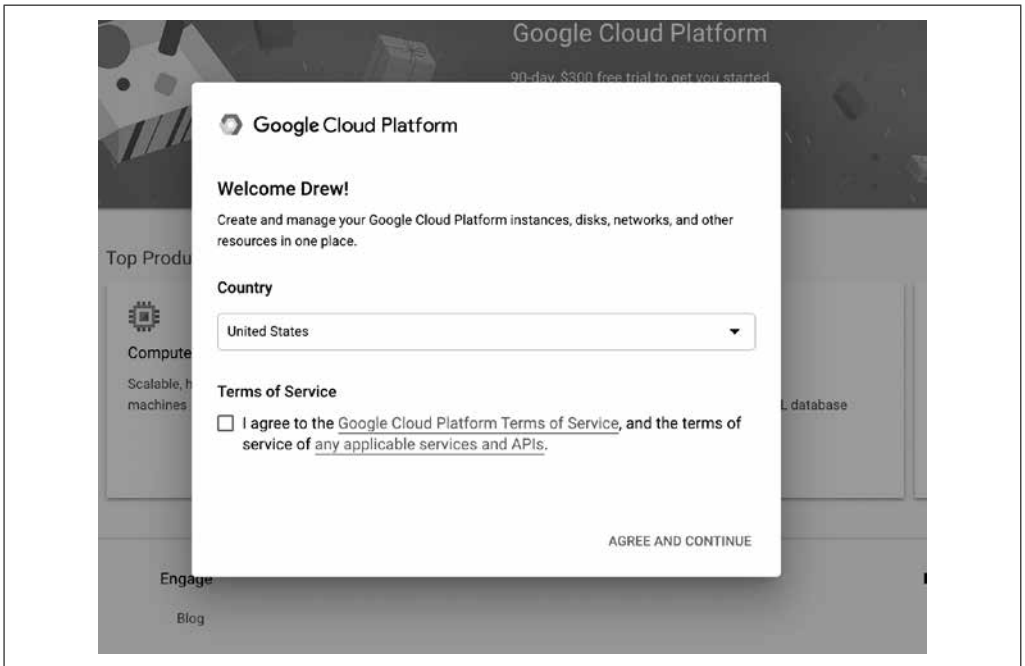 Google Cloud Platform
90-day, $300 free trial to get you started
Google Cloud Platform
Welcome Drew!
Create and manage your Google Cloud Platform instances, disks, networks, and other
resources in one place.
Top Produ
Country
United States
Compute
Scalable, h
machines
L database
Terms of Service
I agree to the Google Cloud Platform Terms of Service, and the terms of
service of any applicable services and APIs.
AGREE AND CONTINUE
Engage
Blog